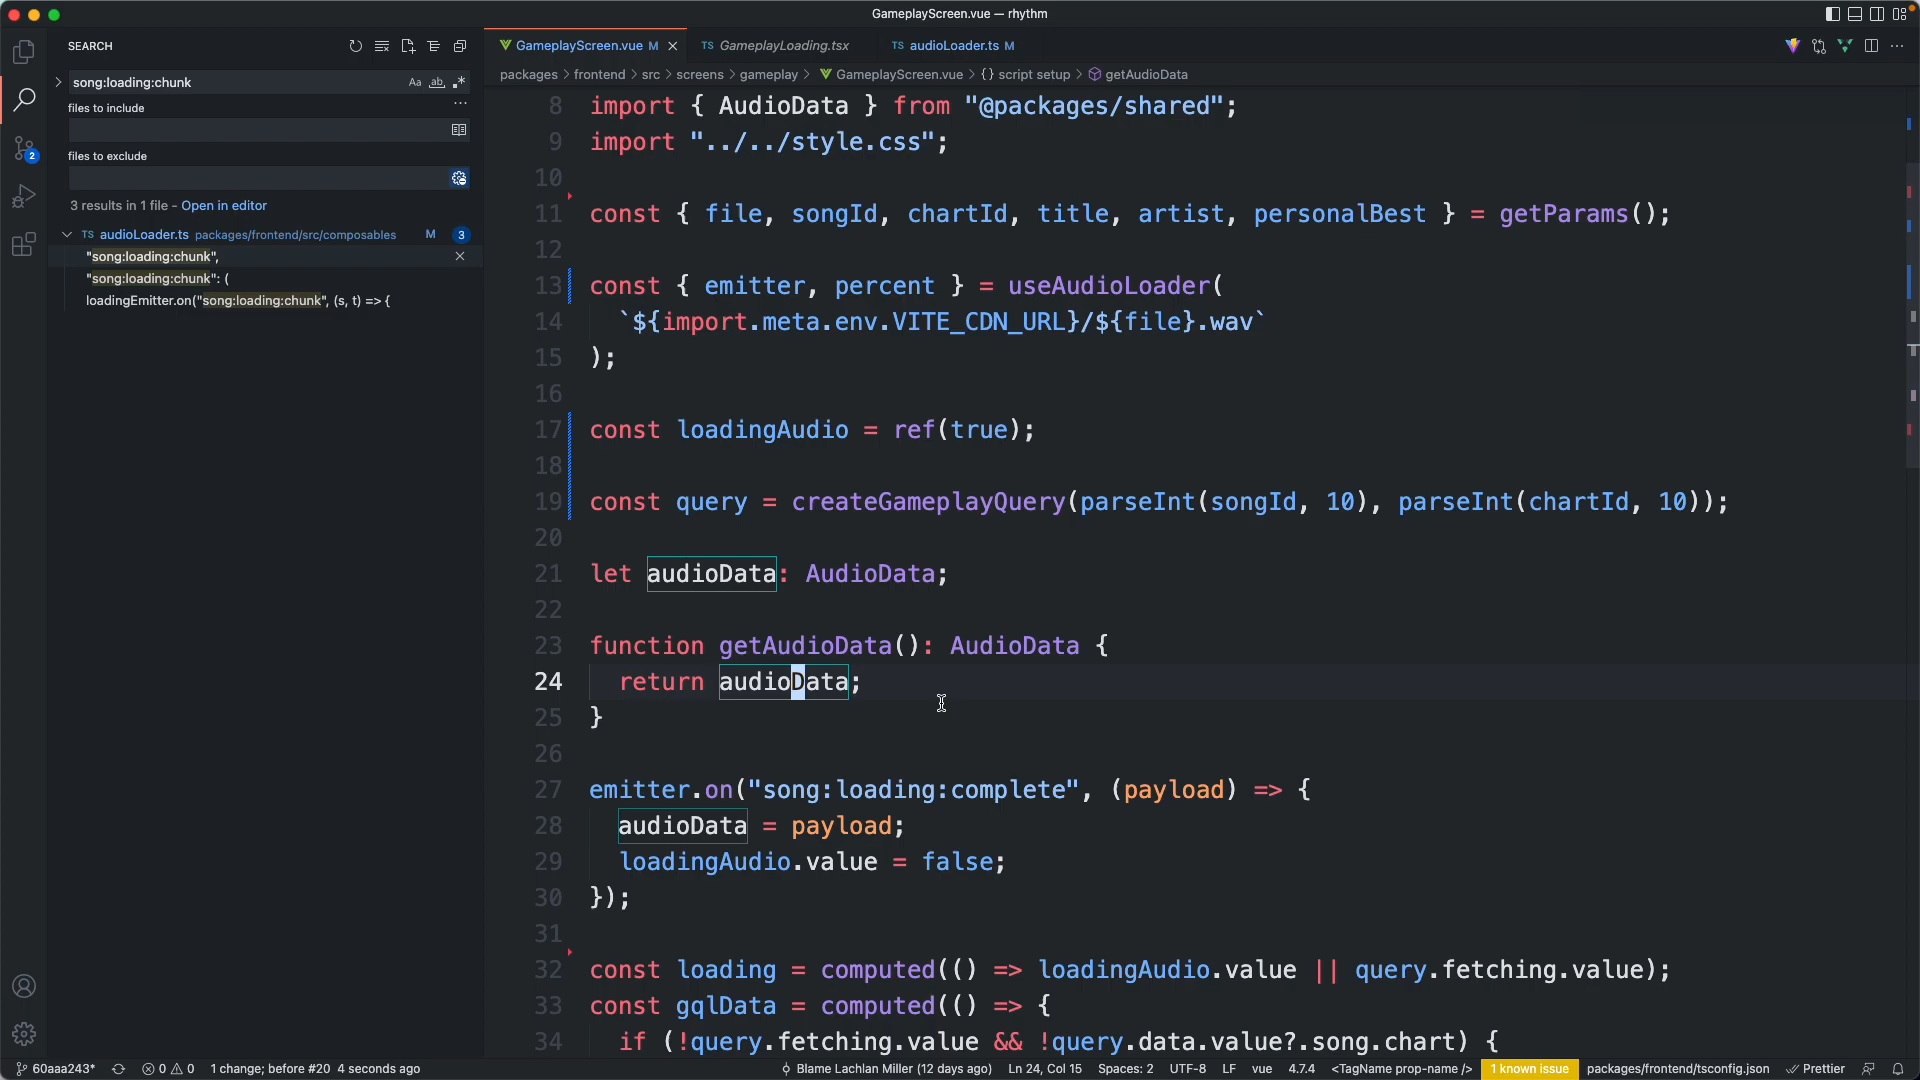 GameplayScreen.vue — rhythm
SEARCH
GameplayScreen.vue M
TS GameplayLoading.tsx
TS audioLoader.ts M
packages > frontend > src > screens > gameplay > GameplayScreen.vue > {} script setup > getAudioData
song:loading:chunk
Aa ab .*
files to include
...
files to exclude
3 results in 1 file - Open in editor
TS audioLoader.ts packages/frontend/src/composables M 3
"song:loading:chunk",
"song:loading:chunk": (
loadingEmitter.on("song:loading:chunk", (s, t) => {
2
8 import { AudioData } from "@packages/shared";
9 import "../../style.css";
10
11 const { file, songId, chartId, title, artist, personalBest } = getParams();
12
13 const { emitter, percent } = useAudioLoader(
14 `${import.meta.env.VITE_CDN_URL}/${file}.wav`
15 );
16
17 const loadingAudio = ref(true);
18
19 const query = createGameplayQuery(parseInt(songId, 10), parseInt(chartId, 10));
20
21 let audioData: AudioData;
22
23 function getAudioData(): AudioData {
24 return audioData;
25 }
26
27 emitter.on("song:loading:complete", (payload) => {
28 audioData = payload;
29 loadingAudio.value = false;
30 });
31
32 const loading = computed(() => loadingAudio.value || query.fetching.value);
33 const gqlData = computed(() => {
34 if (!query.fetching.value && !query.data.value?.song.chart) {
60aaa243* 0 0 1 change; before #20 4 seconds ago
Blame Lachlan Miller (12 days ago) Ln 24, Col 15 Spaces: 2 UTF-8 LF vue 4.7.4 <TagName prop-name /> 1 known issue packages/frontend/tsconfig.json Prettier